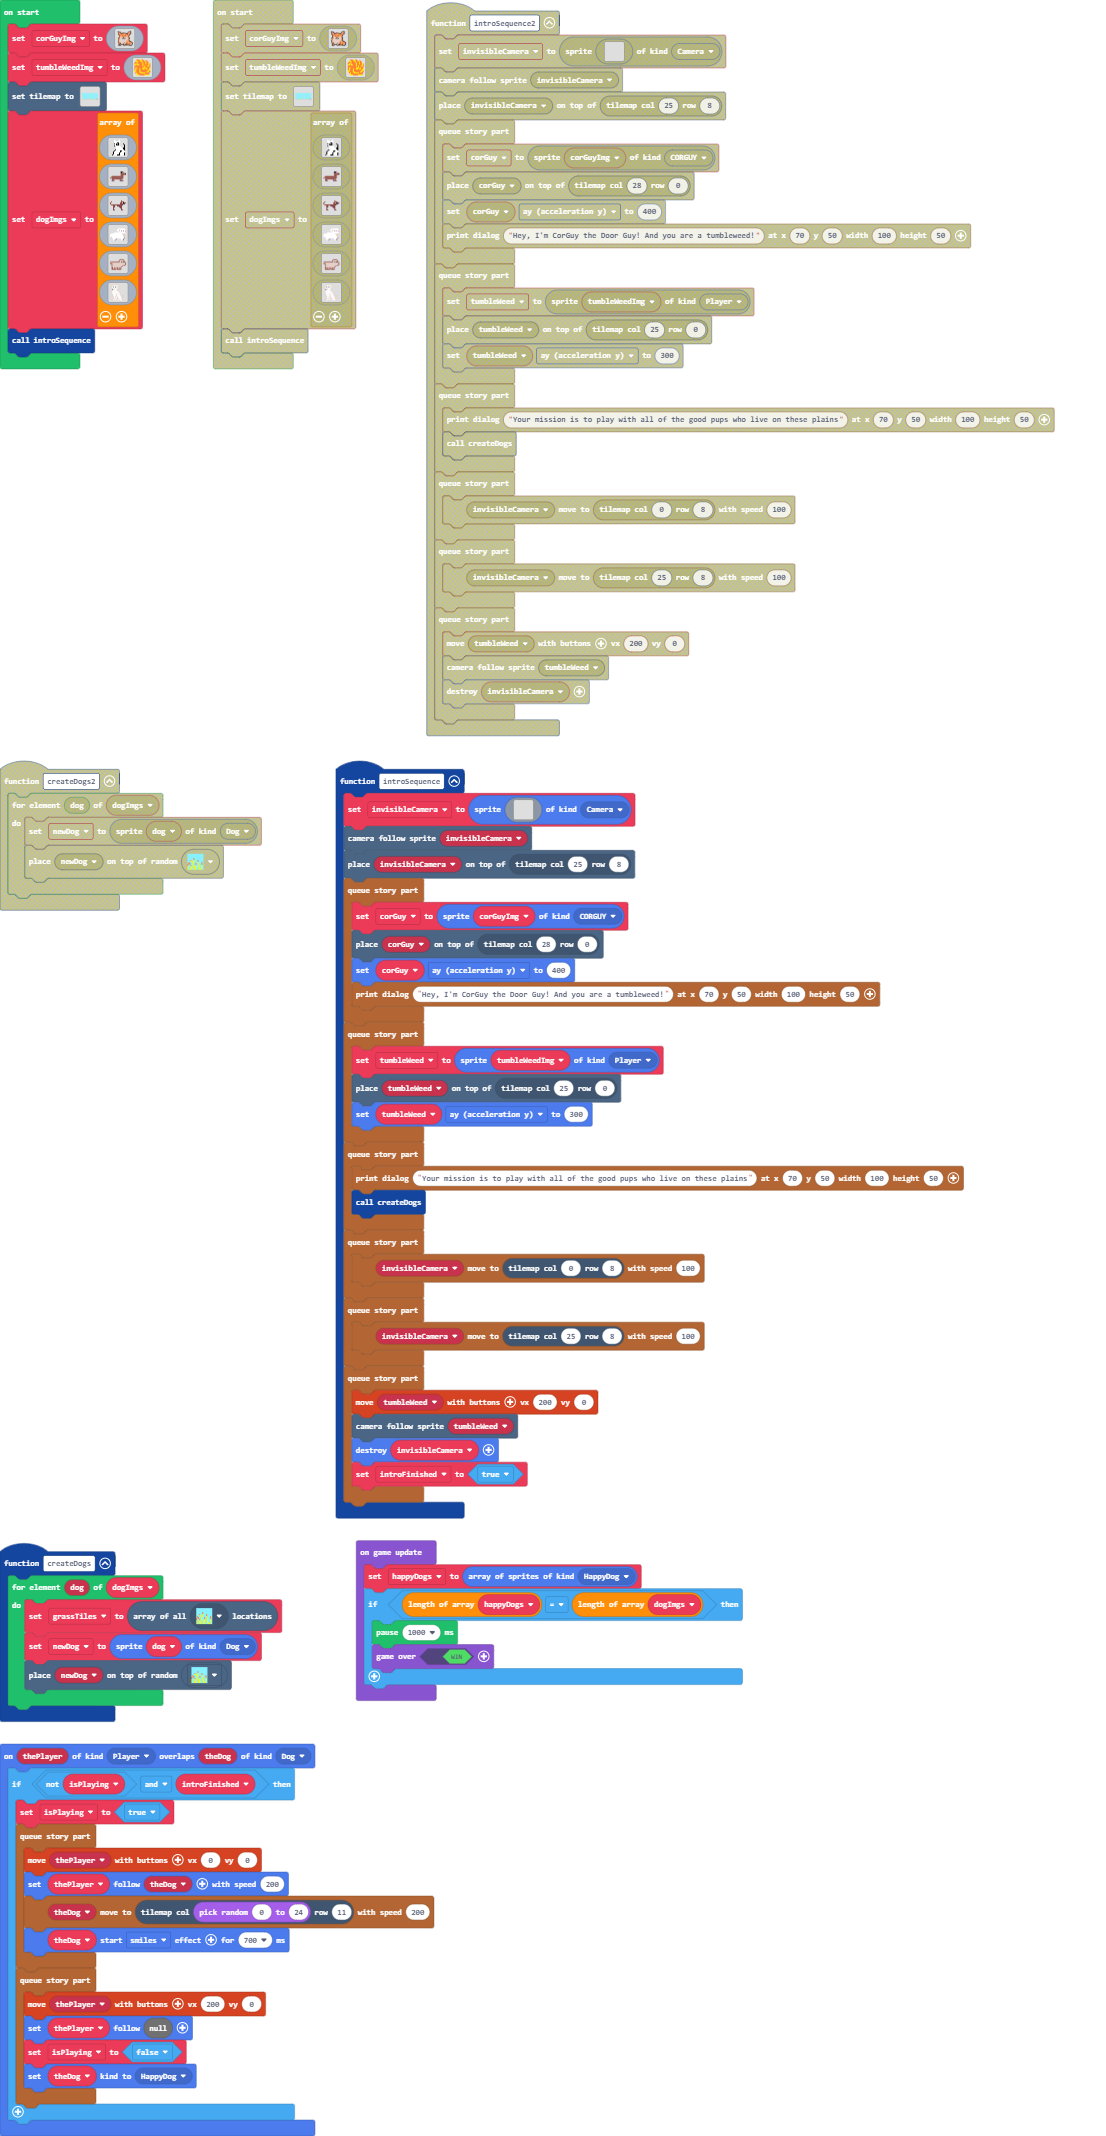 on start
set corGuyImg to
set tumbleWeedImg to
set tilemap to
array of
set dogImgs to
call introSequence
on start
set corGuyImg to
set tumbleWeedImg to
set tilemap to
array of
set dogImgs to
call introSequence
function introSequence2
set invisibleCamera to sprite of kind Camera
camera follow sprite invisibleCamera
place invisibleCamera on top of tilemap col 25 row 8
queue story part
set corGuy to sprite corGuyImg of kind CORGUY
place corGuy on top of tilemap col 28 row 0
set corGuy ay (acceleration y) to 400
print dialog "Hey, I'm CorGuy the Door Guy! And you are a tumbleweed!" at x 70 y 50 width 100 height 50
queue story part
set tumbleWeed to sprite tumbleWeedImg of kind Player
place tumbleWeed on top of tilemap col 25 row 0
set tumbleWeed ay (acceleration y) to 300
queue story part
print dialog "Your mission is to play with all of the good pups who live on these plains" at x 70 y 50 width 100 height 50
call createDogs
queue story part
invisibleCamera move to tilemap col 0 row 8 with speed 100
queue story part
invisibleCamera move to tilemap col 25 row 8 with speed 100
queue story part
move tumbleWeed with buttons vx 200 vy 0
camera follow sprite tumbleWeed
destroy invisibleCamera
function createDogs2
for element dog of dogImgs
do
set newDog to sprite dog of kind Dog
place newDog on top of random
function introSequence
set invisibleCamera to sprite of kind Camera
camera follow sprite invisibleCamera
place invisibleCamera on top of tilemap col 25 row 8
queue story part
set corGuy to sprite corGuyImg of kind CORGUY
place corGuy on top of tilemap col 28 row 0
set corGuy ay (acceleration y) to 400
print dialog "Hey, I'm CorGuy the Door Guy! And you are a tumbleweed!" at x 70 y 50 width 100 height 50
queue story part
set tumbleWeed to sprite tumbleWeedImg of kind Player
place tumbleWeed on top of tilemap col 25 row 0
set tumbleWeed ay (acceleration y) to 300
queue story part
print dialog "Your mission is to play with all of the good pups who live on these plains" at x 70 y 50 width 100 height 50
call createDogs
queue story part
invisibleCamera move to tilemap col 0 row 8 with speed 100
queue story part
invisibleCamera move to tilemap col 25 row 8 with speed 100
queue story part
move tumbleWeed with buttons vx 200 vy 0
camera follow sprite tumbleWeed
destroy invisibleCamera
set introFinished to true
function createDogs
for element dog of dogImgs
do
set grassTiles to array of all locations
set newDog to sprite dog of kind Dog
place newDog on top of random
on game update
set happyDogs to array of sprites of kind HappyDog
if length of array happyDogs = length of array dogImgs then
pause 1000 ms
game over WIN
on thePlayer of kind Player overlaps theDog of kind Dog
if not isPlaying and introFinished then
set isPlaying to true
queue story part
move thePlayer with buttons vx 0 vy 0
set thePlayer follow theDog with speed 200
theDog move to tilemap col pick random 0 to 24 row 11 with speed 200
theDog start smiles effect for 700 ms
queue story part
move thePlayer with buttons vx 200 vy 0
set thePlayer follow null
set isPlaying to false
set theDog kind to HappyDog